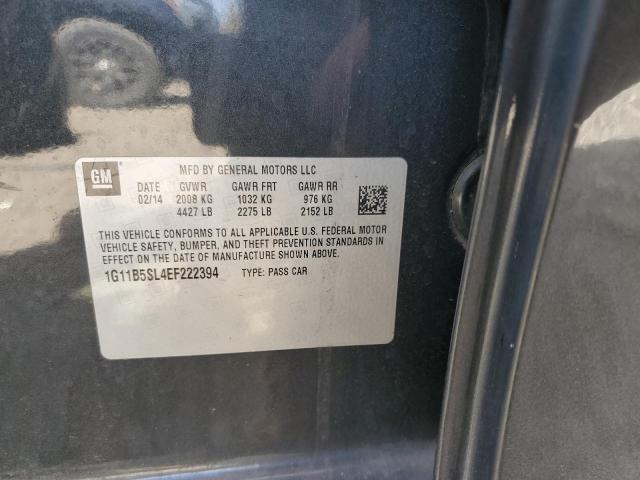 GM
MFD BY GENERAL MOTORS LLC
DATE GVWR GAWR FRT GAWR RR
02/14 2008 KG 1032 KG 976 KG
4427 LB 2275 LB 2152 LB
THIS VEHICLE CONFORMS TO ALL APPLICABLE U.S. FEDERAL MOTOR
VEHICLE SAFETY, BUMPER, AND THEFT PREVENTION STANDARDS IN
EFFECT ON THE DATE OF MANUFACTURE SHOWN ABOVE.
1G11B5SL4EF222394 TYPE: PASS CAR